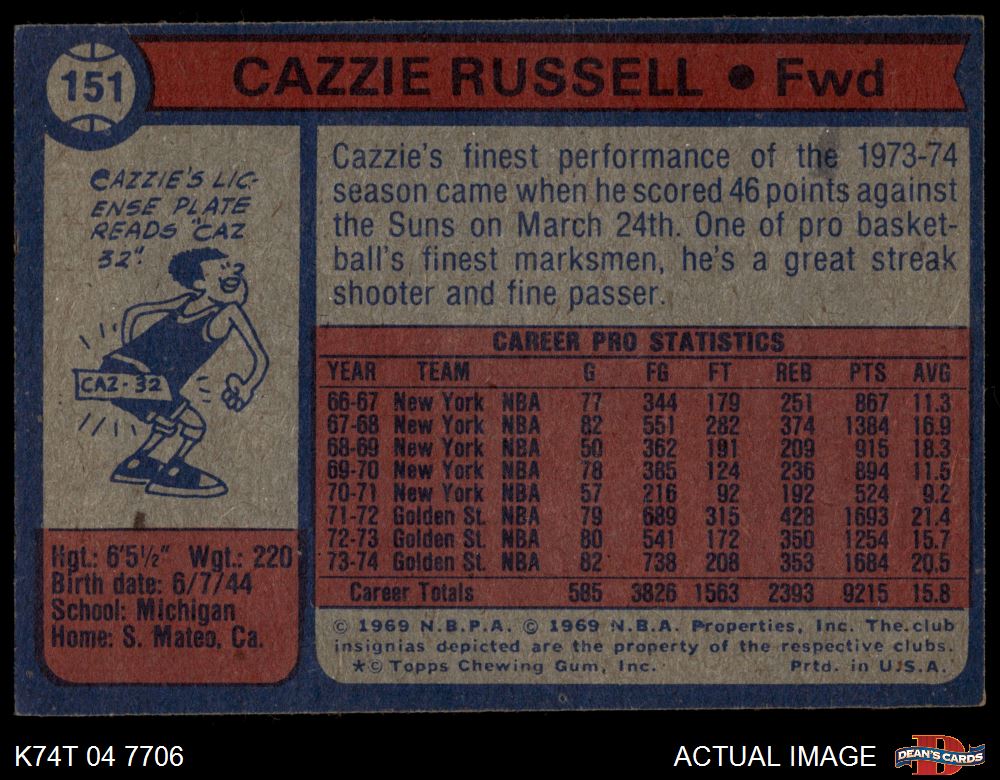 151
CAZZIE RUSSELL • Fwd
CAZZIE'S LIC-
ENSE PLATE
READS "CAZ
32".
CAZ-32
Hgt.: 6'5½" Wgt.: 220
Birth date: 6/7/44
School: Michigan
Home: S. Mateo, Ca.
Cazzie's finest performance of the 1973-74
season came when he scored 46 points against
the Suns on March 24th. One of pro basket-
ball's finest marksmen, he's a great streak
shooter and fine passer.
CAREER PRO STATISTICS
YEAR TEAM G FG FT REB PTS AVG
66-67 New York NBA 77 344 179 251 867 11.3
67-68 New York NBA 82 551 282 374 1384 16.9
68-69 New York NBA 50 362 191 209 915 18.3
69-70 New York NBA 78 385 124 236 894 11.5
70-71 New York NBA 57 216 92 192 524 9.2
71-72 Golden St. NBA 79 689 315 428 1693 21.4
72-73 Golden St. NBA 80 541 172 350 1254 15.7
73-74 Golden St. NBA 82 738 208 353 1684 20.5
Career Totals 585 3826 1563 2393 9215 15.8
© 1969 N.B.P.A. © 1969 N.B.A. Properties, Inc. The club
insignias depicted are the property of the respective clubs.
*© Topps Chewing Gum, Inc. Prtd. in U.S.A.
K74T 04 7706
ACTUAL IMAGE
D
DEAN'S CARDS